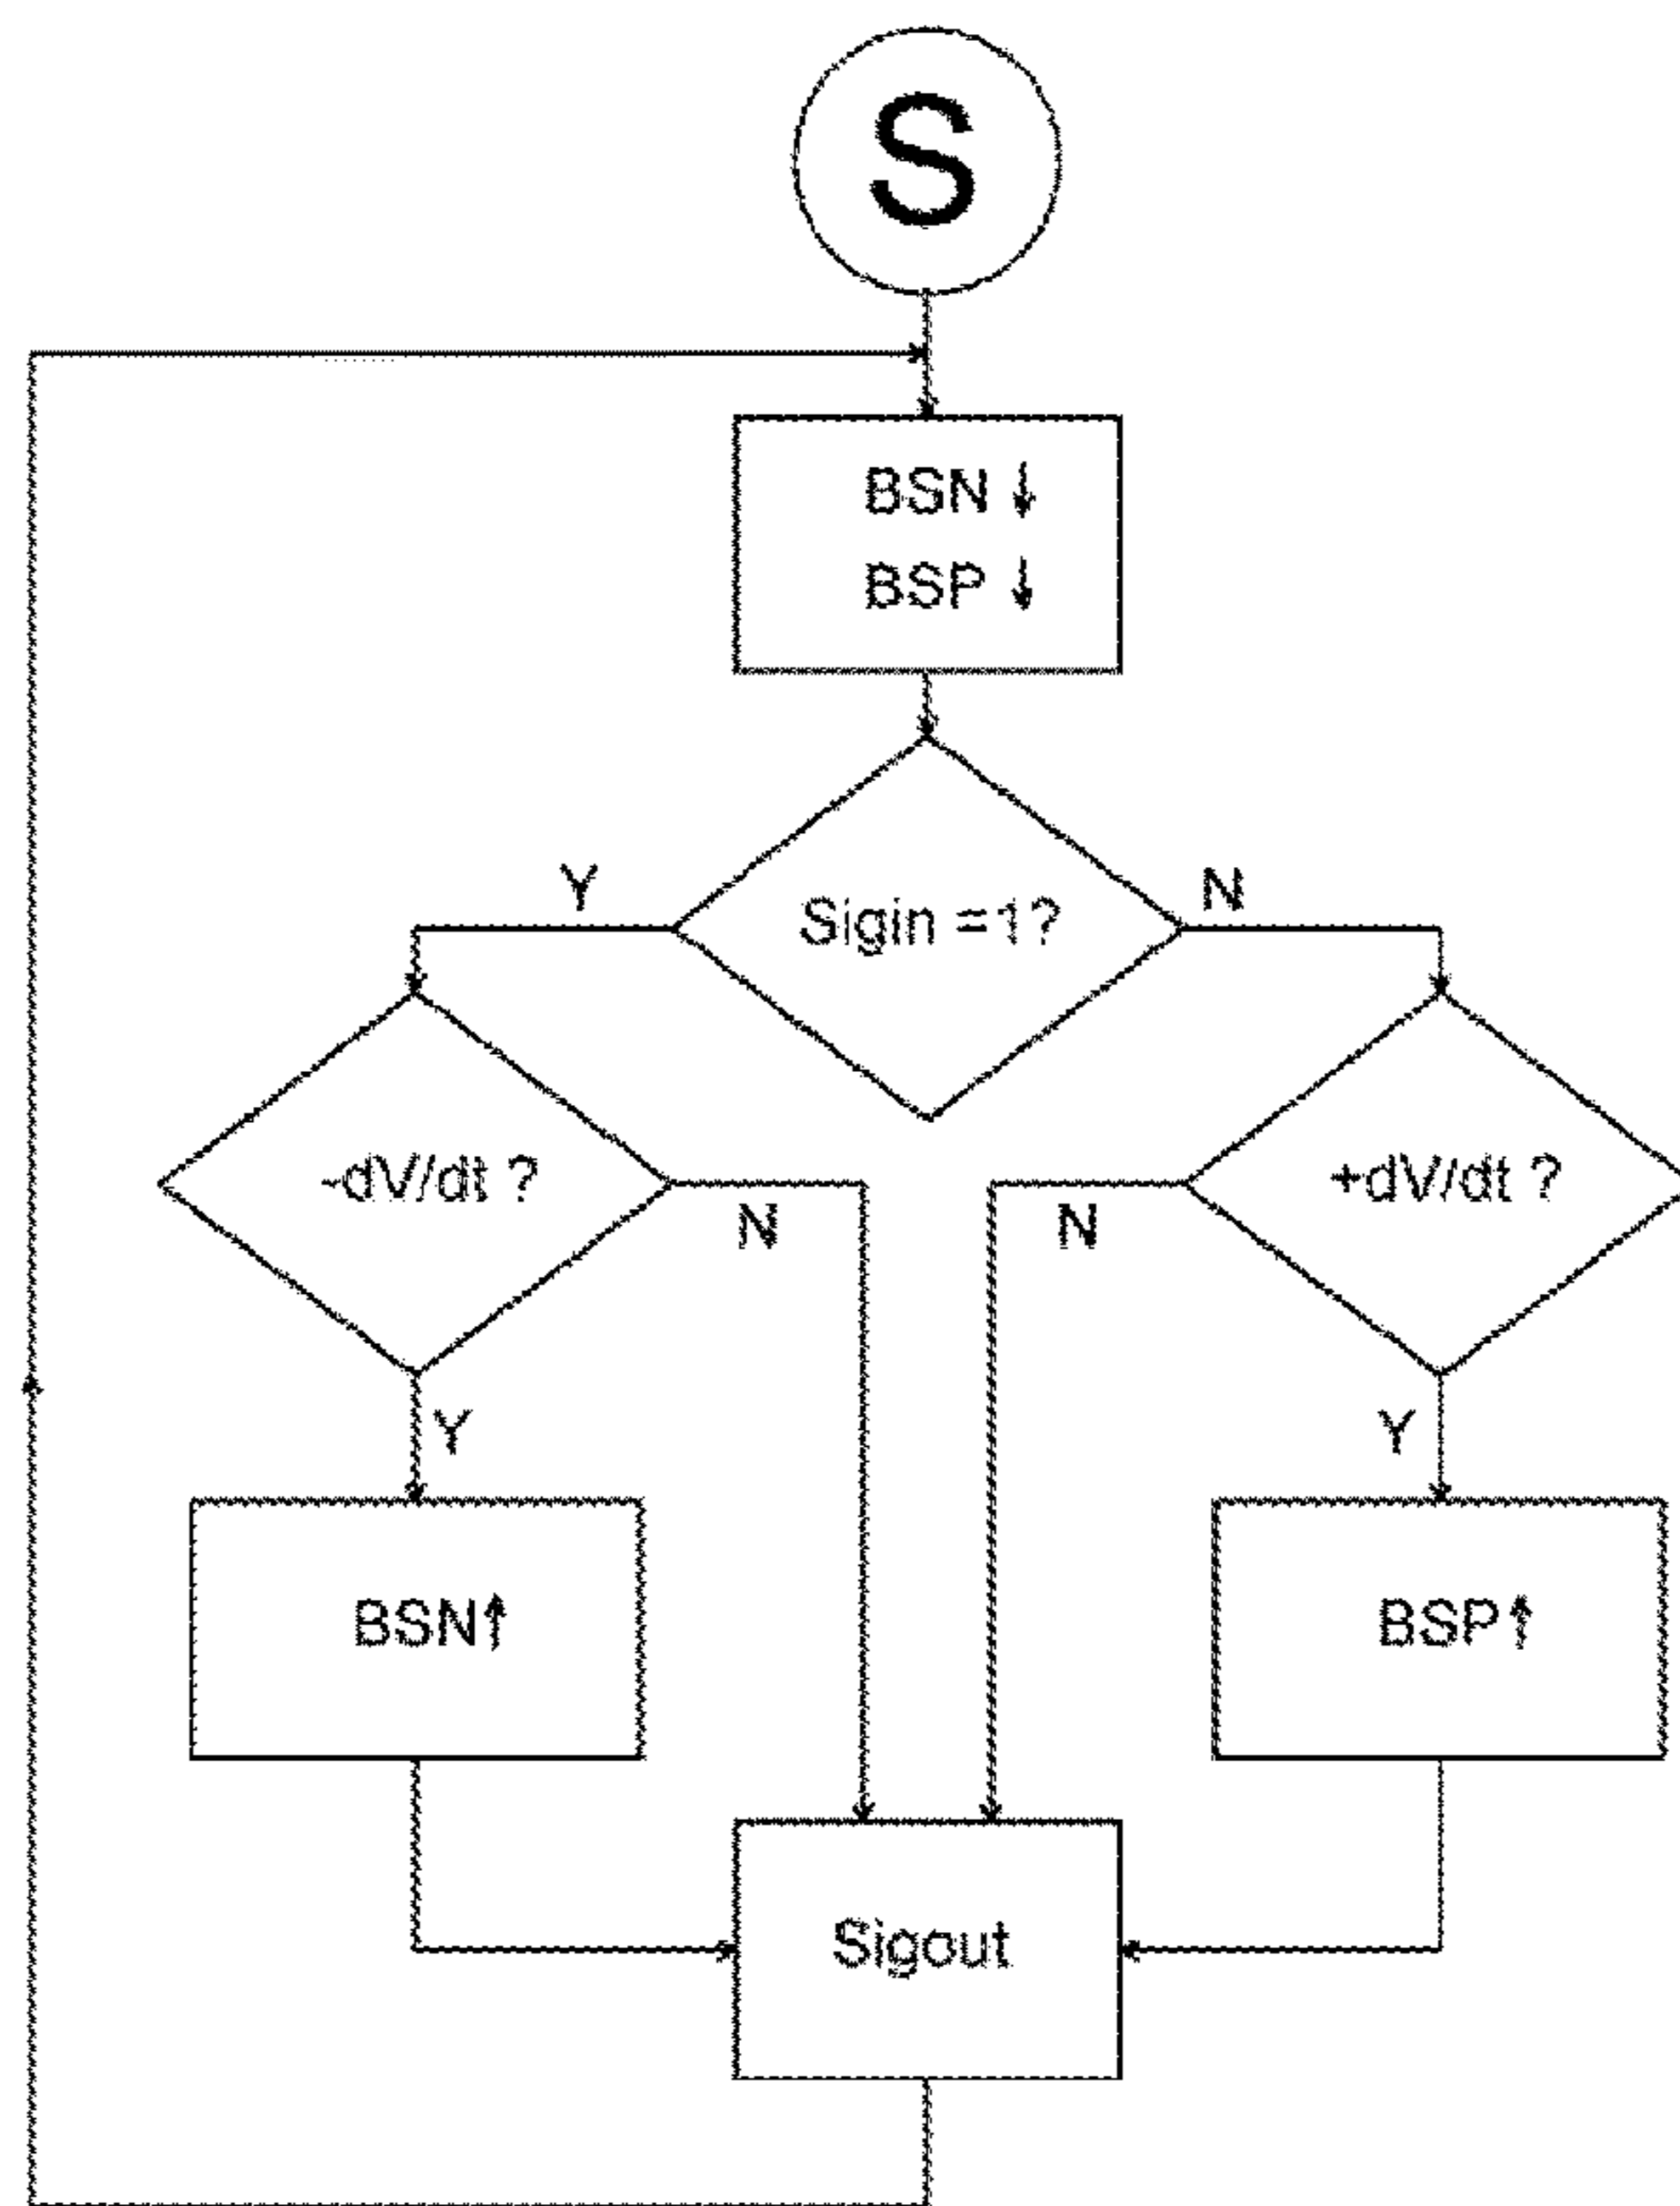 S
BSN ↓
BSP ↓
Y
N
Sigin =1?
-dV/dt ?
+dV/dt ?
N
N
Y
Y
BSN↑
BSP↑
Sigout